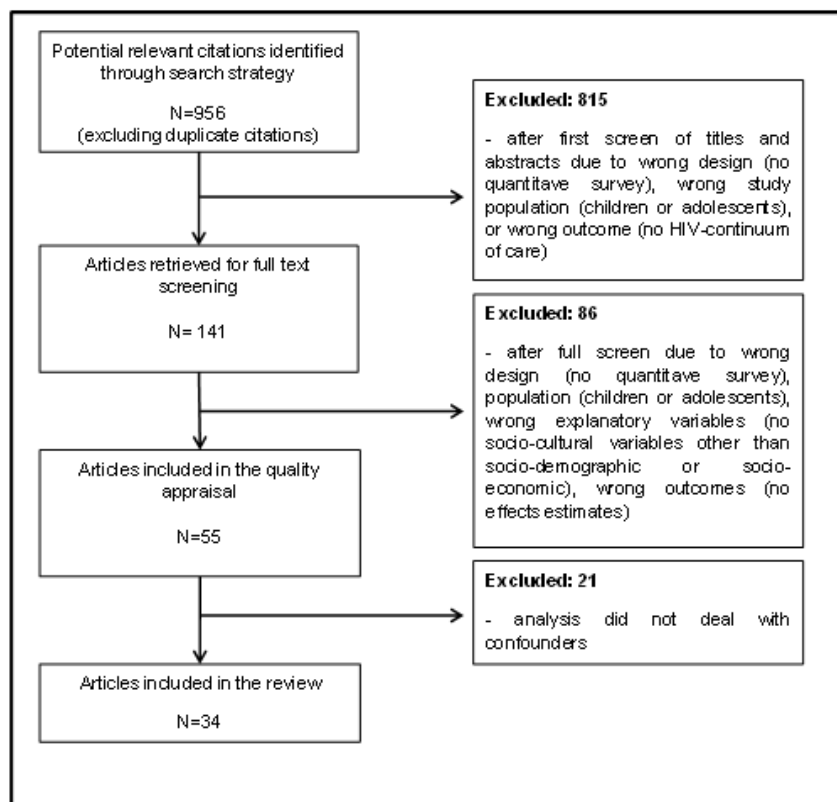 Potential relevant citations identified
through search strategy
N=956
(excluding duplicate citations)
Excluded: 815
- after first screen of titles and
abstracts due to wrong design (no
quantitave survey), wrong study
population (children or adolescents),
or wrong outcome (no HIV-continuum
of care)
Articles retrieved for full text
screening
N= 141
Excluded: 86
- after full screen due to wrong
design (no quantitave survey),
population (children or adolescents),
wrong explanatory variables (no
socio-cultural variables other than
socio-demographic or socio-
economic), wrong outcomes (no
effects estimates)
Articles included in the quality
appraisal
N=55
Excluded: 21
- analysis did not deal with
confounders
Articles included in the review
N=34